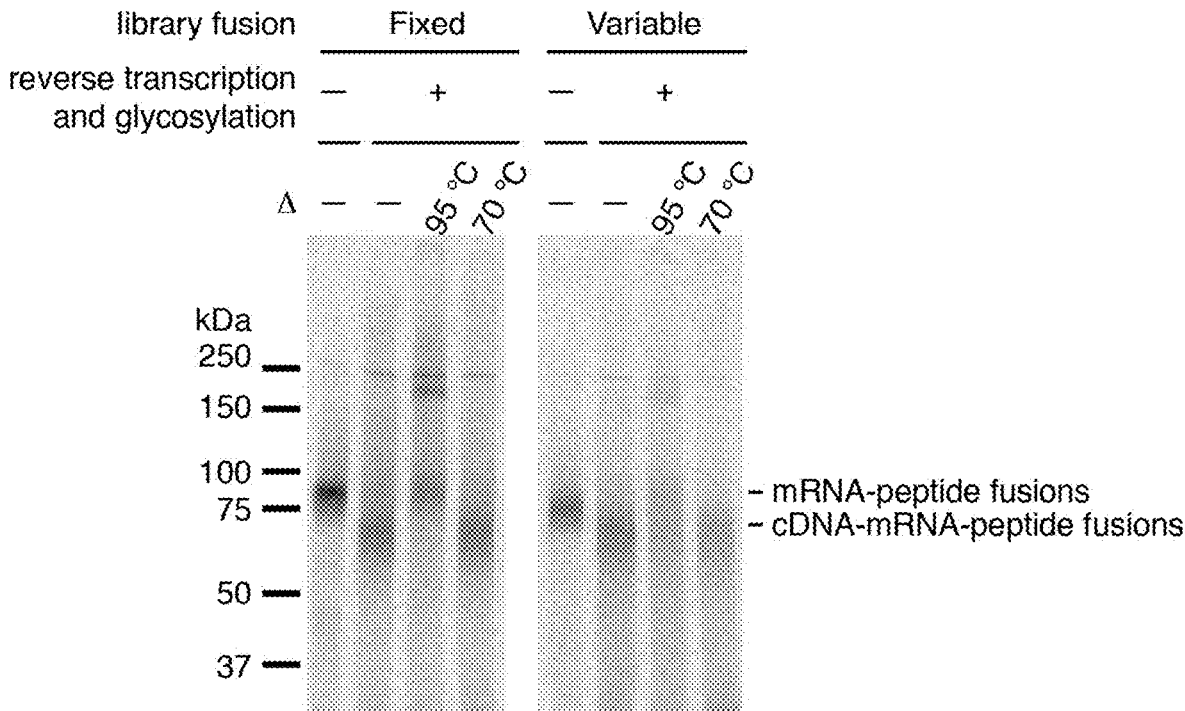 library fusion Fixed Variable
reverse transcription
and glycosylation — + — +
Δ — — 95 °C 70 °C — — 95 °C 70 °C
kDa
250
150
100
75
50
37
– mRNA-peptide fusions
– cDNA-mRNA-peptide fusions